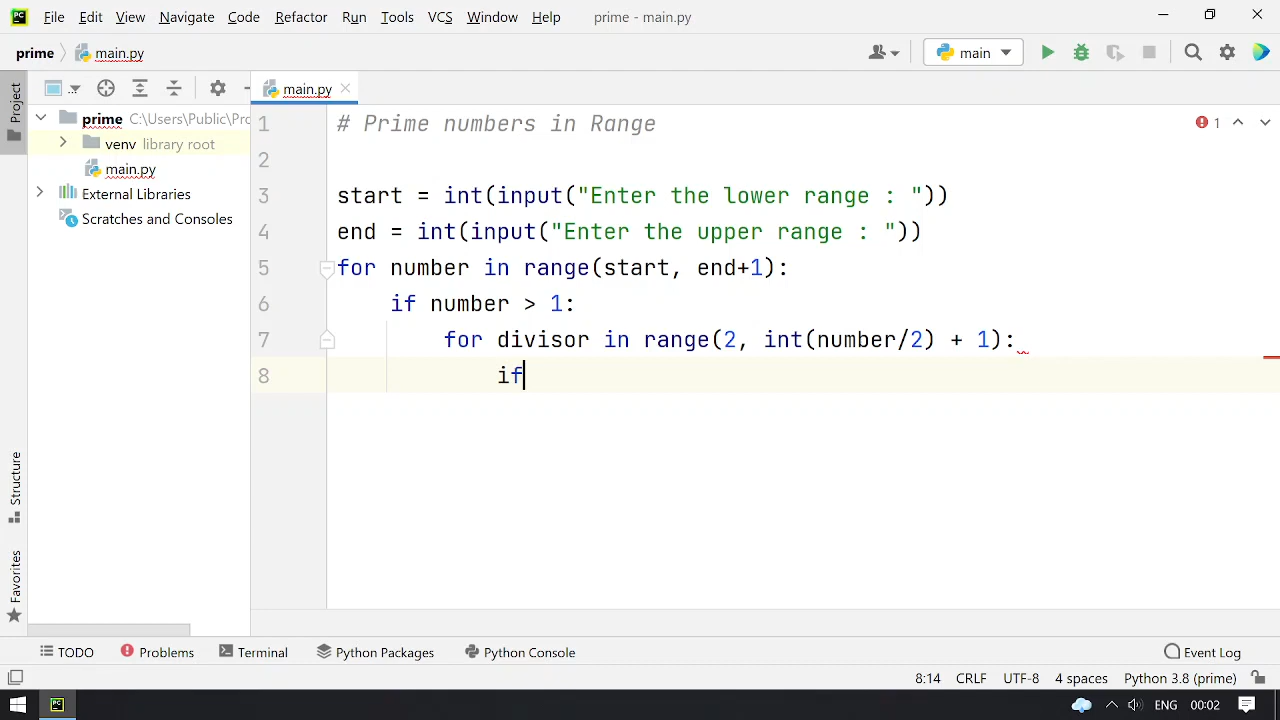 PC File Edit View Navigate Code Refactor Run Tools VCS Window Help prime - main.py
prime main.py main
Project main.py
prime C:\Users\Public\Pro
venv library root
main.py
External Libraries
Scratches and Consoles
Structure
Favorites
1 # Prime numbers in Range 1
2
3 start = int(input("Enter the lower range : "))
4 end = int(input("Enter the upper range : "))
5 for number in range(start, end+1):
6 if number > 1:
7 for divisor in range(2, int(number/2) + 1):
8 if
TODO Problems Terminal Python Packages Python Console Event Log
8:14 CRLF UTF-8 4 spaces Python 3.8 (prime)
PC ENG 00:02